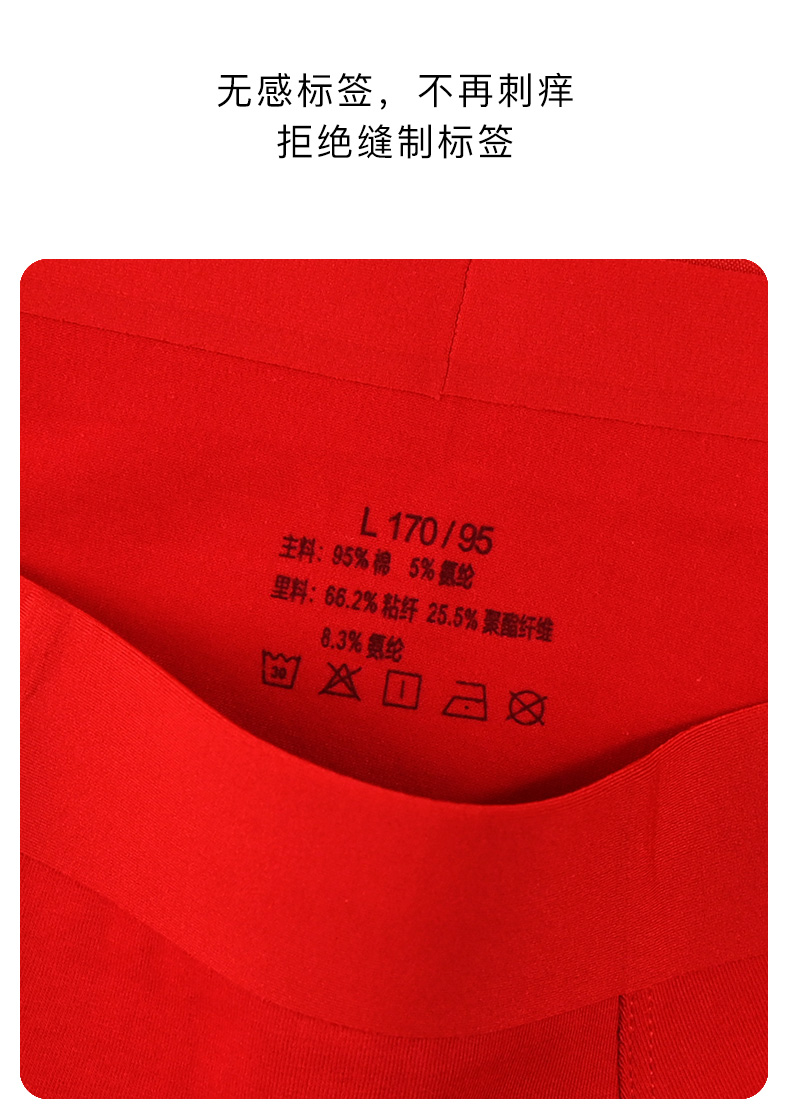 无感标签，不再刺痒
拒绝缝制标签
L 170/95
主料：95%棉 5%氨纶
里料：66.2%粘纤 25.5%聚酯纤维
8.3%氨纶
30